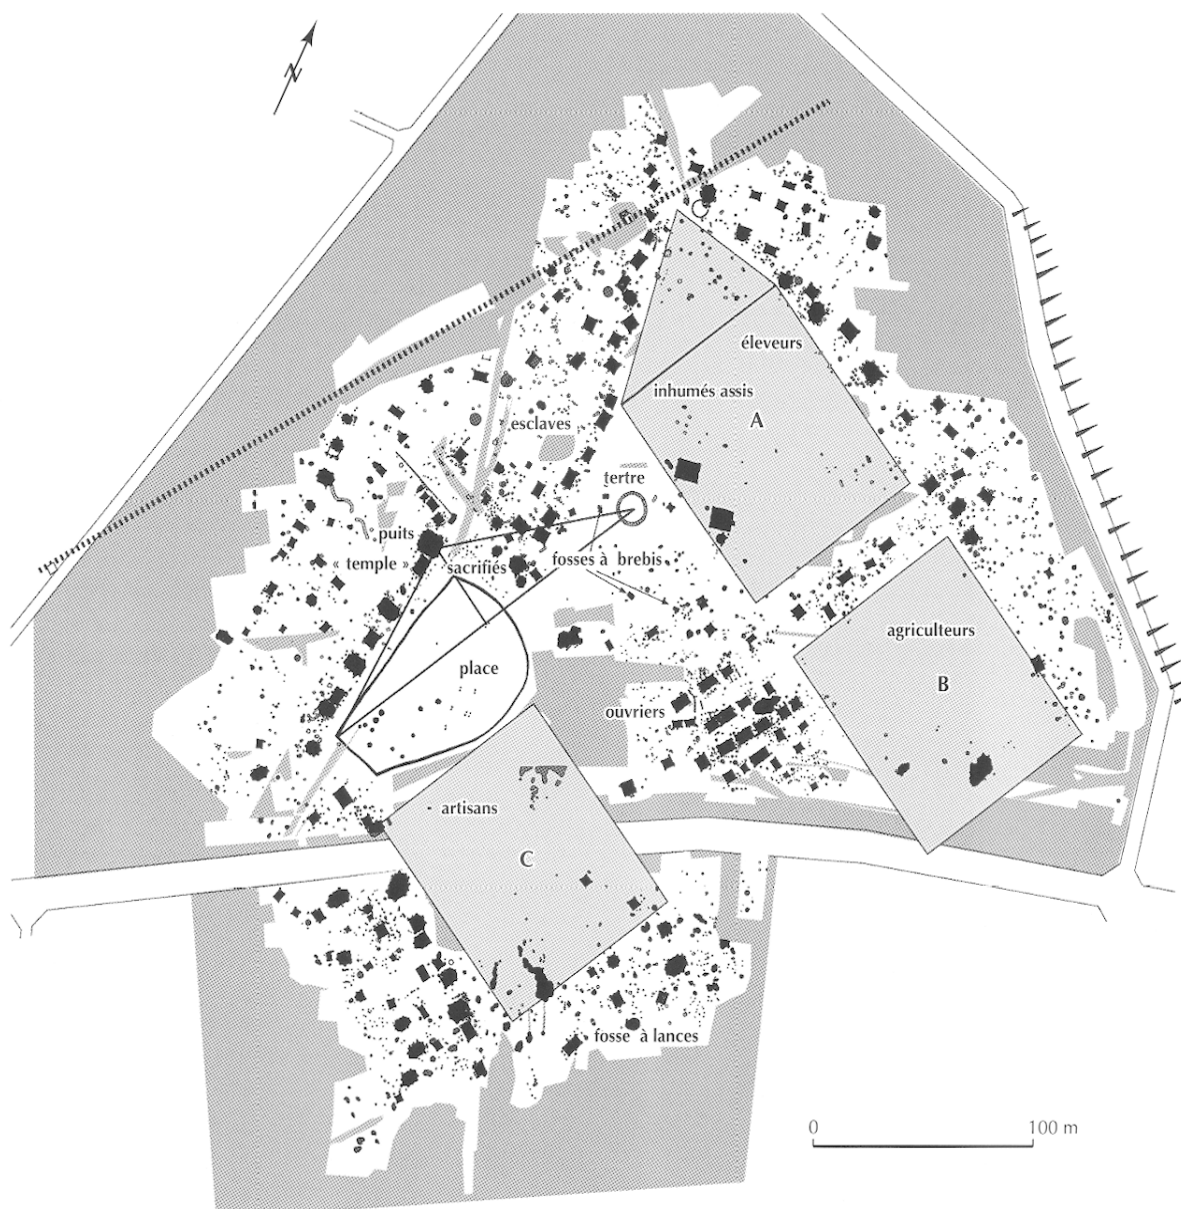 N
éleveurs
inhumés assis
A
esclaves
tertre
puits
« temple »
sacrifiés
fosses à brebis
agriculteurs
place
B
ouvriers
artisans
C
fosse à lances
0 100 m